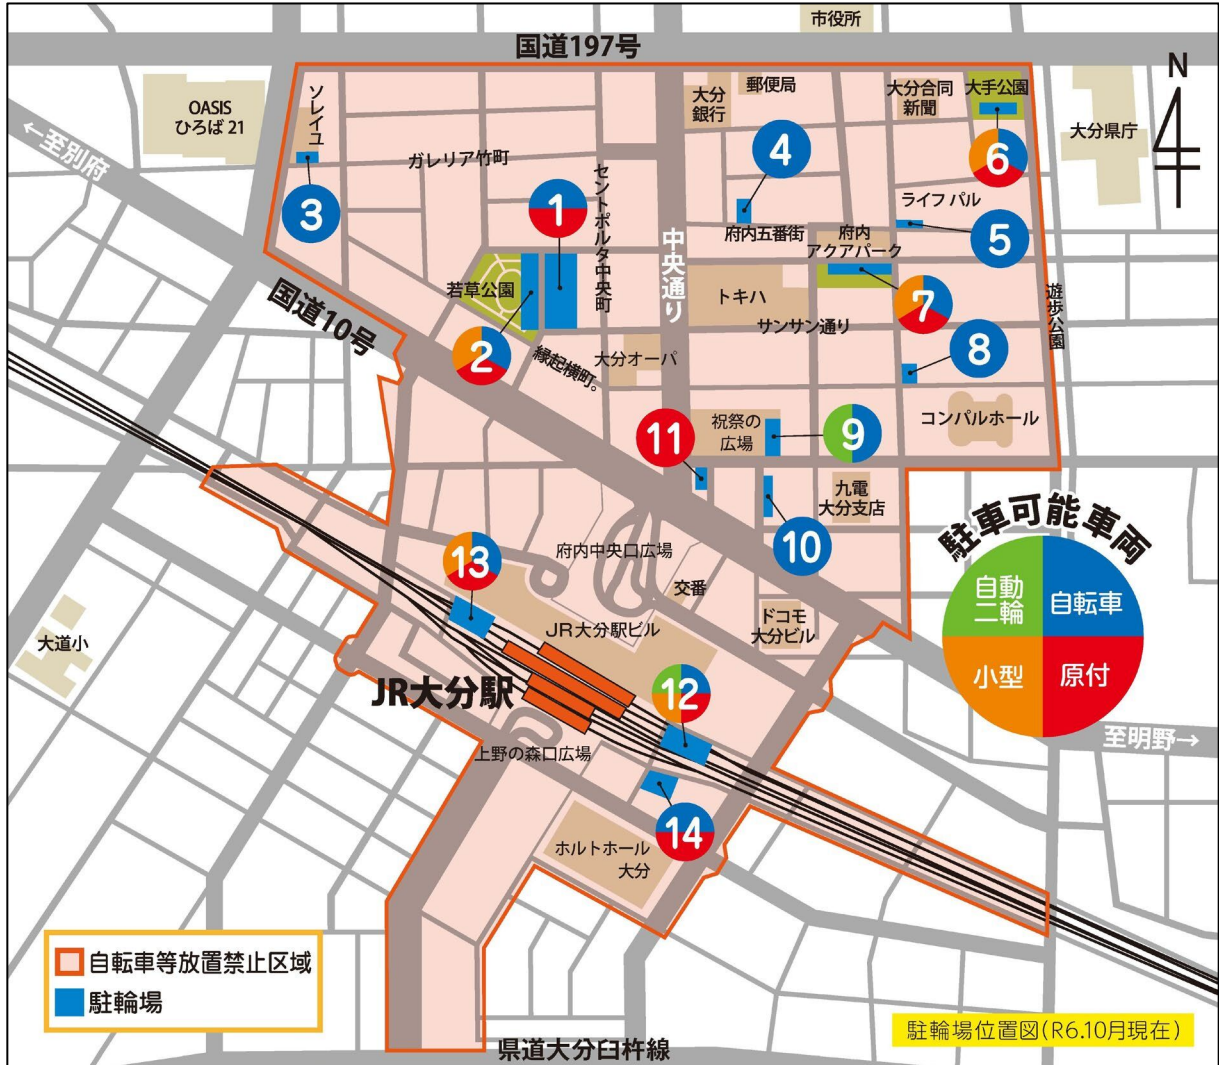 市役所
国道197号
N
OASIS
ひろば 21
ソレイユ
大分
銀行
郵便局
大分合同
新聞
大手公園
大分県庁
←至別府
ガレリア竹町
セントポルタ中央町
4
6
3
1
ライフパル
5
府内五番街
府内
アクアパーク
中央通り
若草公園
トキハ
7
遊歩公園
国道10号
サンサン通り
2
縁起横町。
大分オーパ
8
11
祝祭の
広場
9
コンパルホール
九電
大分支店
10
駐車可能車両
自動
二輪
自転車
小型
原付
府内中央口広場
13
交番
ドコモ
大分ビル
大道小
JR大分駅ビル
JR大分駅
12
至明野→
上野の森口広場
14
ホルトホール
大分
自転車等放置禁止区域
駐輪場
駐輪場位置図(R6.10月現在)
県道大分臼杵線